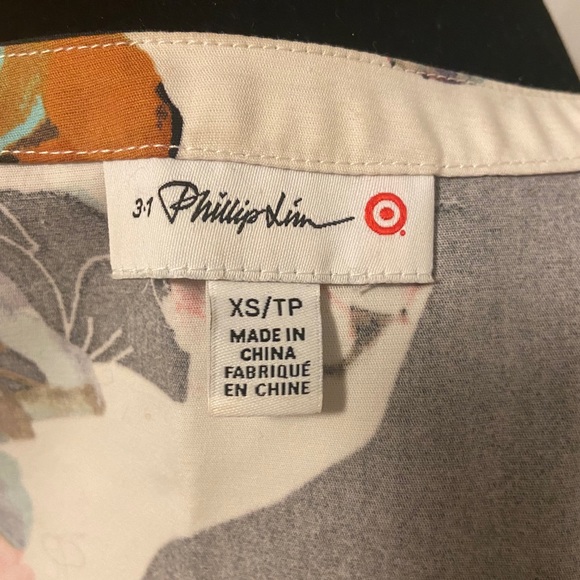 3.1 Phillip Lim
XS/TP
MADE IN
CHINA
FABRIQUÉ
EN CHINE